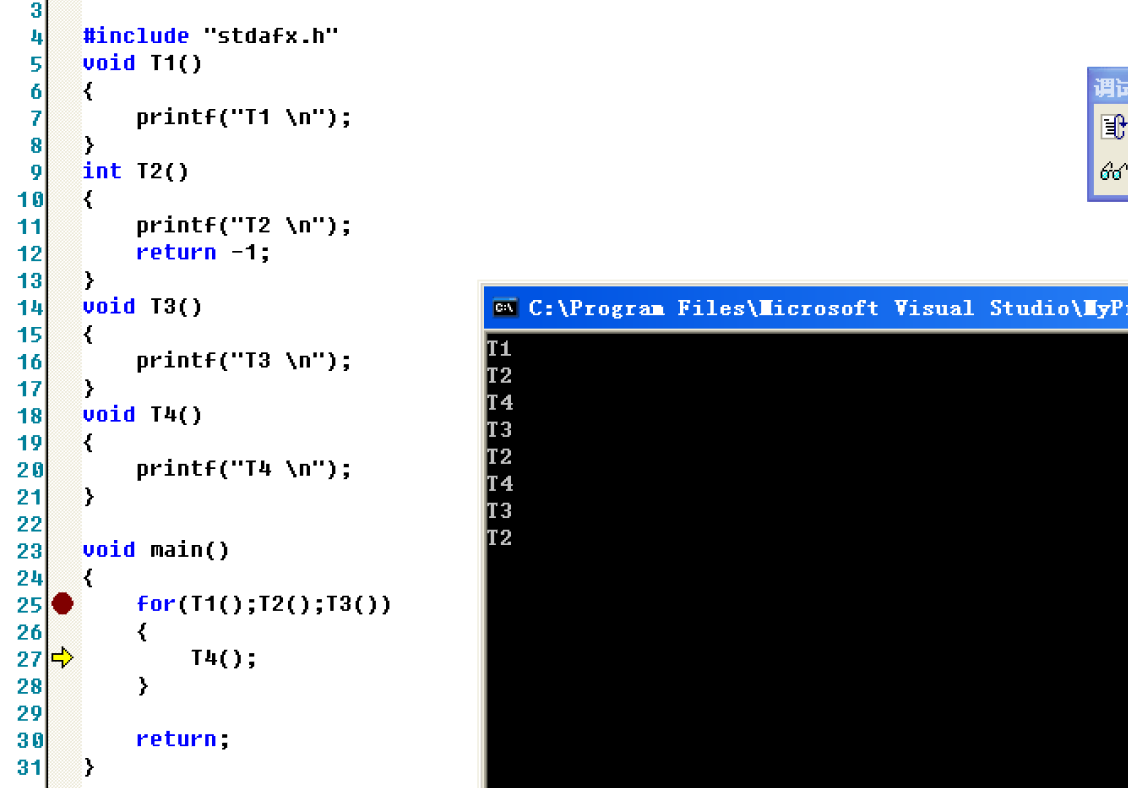 3
4 #include "stdafx.h"
5 void T1()
6 {
7 printf("T1 \n");
8 }
9 int T2()
10 {
11 printf("T2 \n");
12 return -1;
13 }
14 void T3()
15 {
16 printf("T3 \n");
17 }
18 void T4()
19 {
20 printf("T4 \n");
21 }
22
23 void main()
24 {
25 for(T1();T2();T3())
26 {
27 T4();
28 }
29
30 return;
31 }
调试
C:\Program Files\Microsoft Visual Studio\MyPr
T1
T2
T4
T3
T2
T4
T3
T2